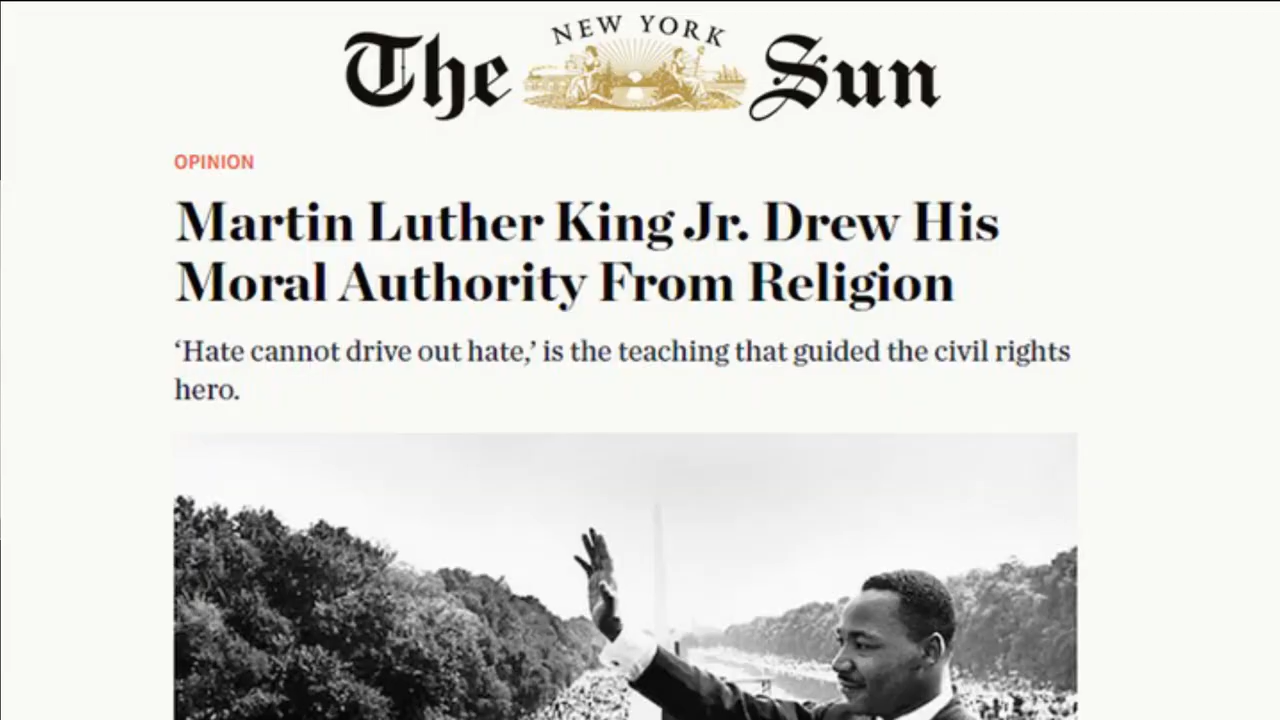 The NEW YORK Sun
OPINION
Martin Luther King Jr. Drew His
Moral Authority From Religion
‘Hate cannot drive out hate,’ is the teaching that guided the civil rights
hero.